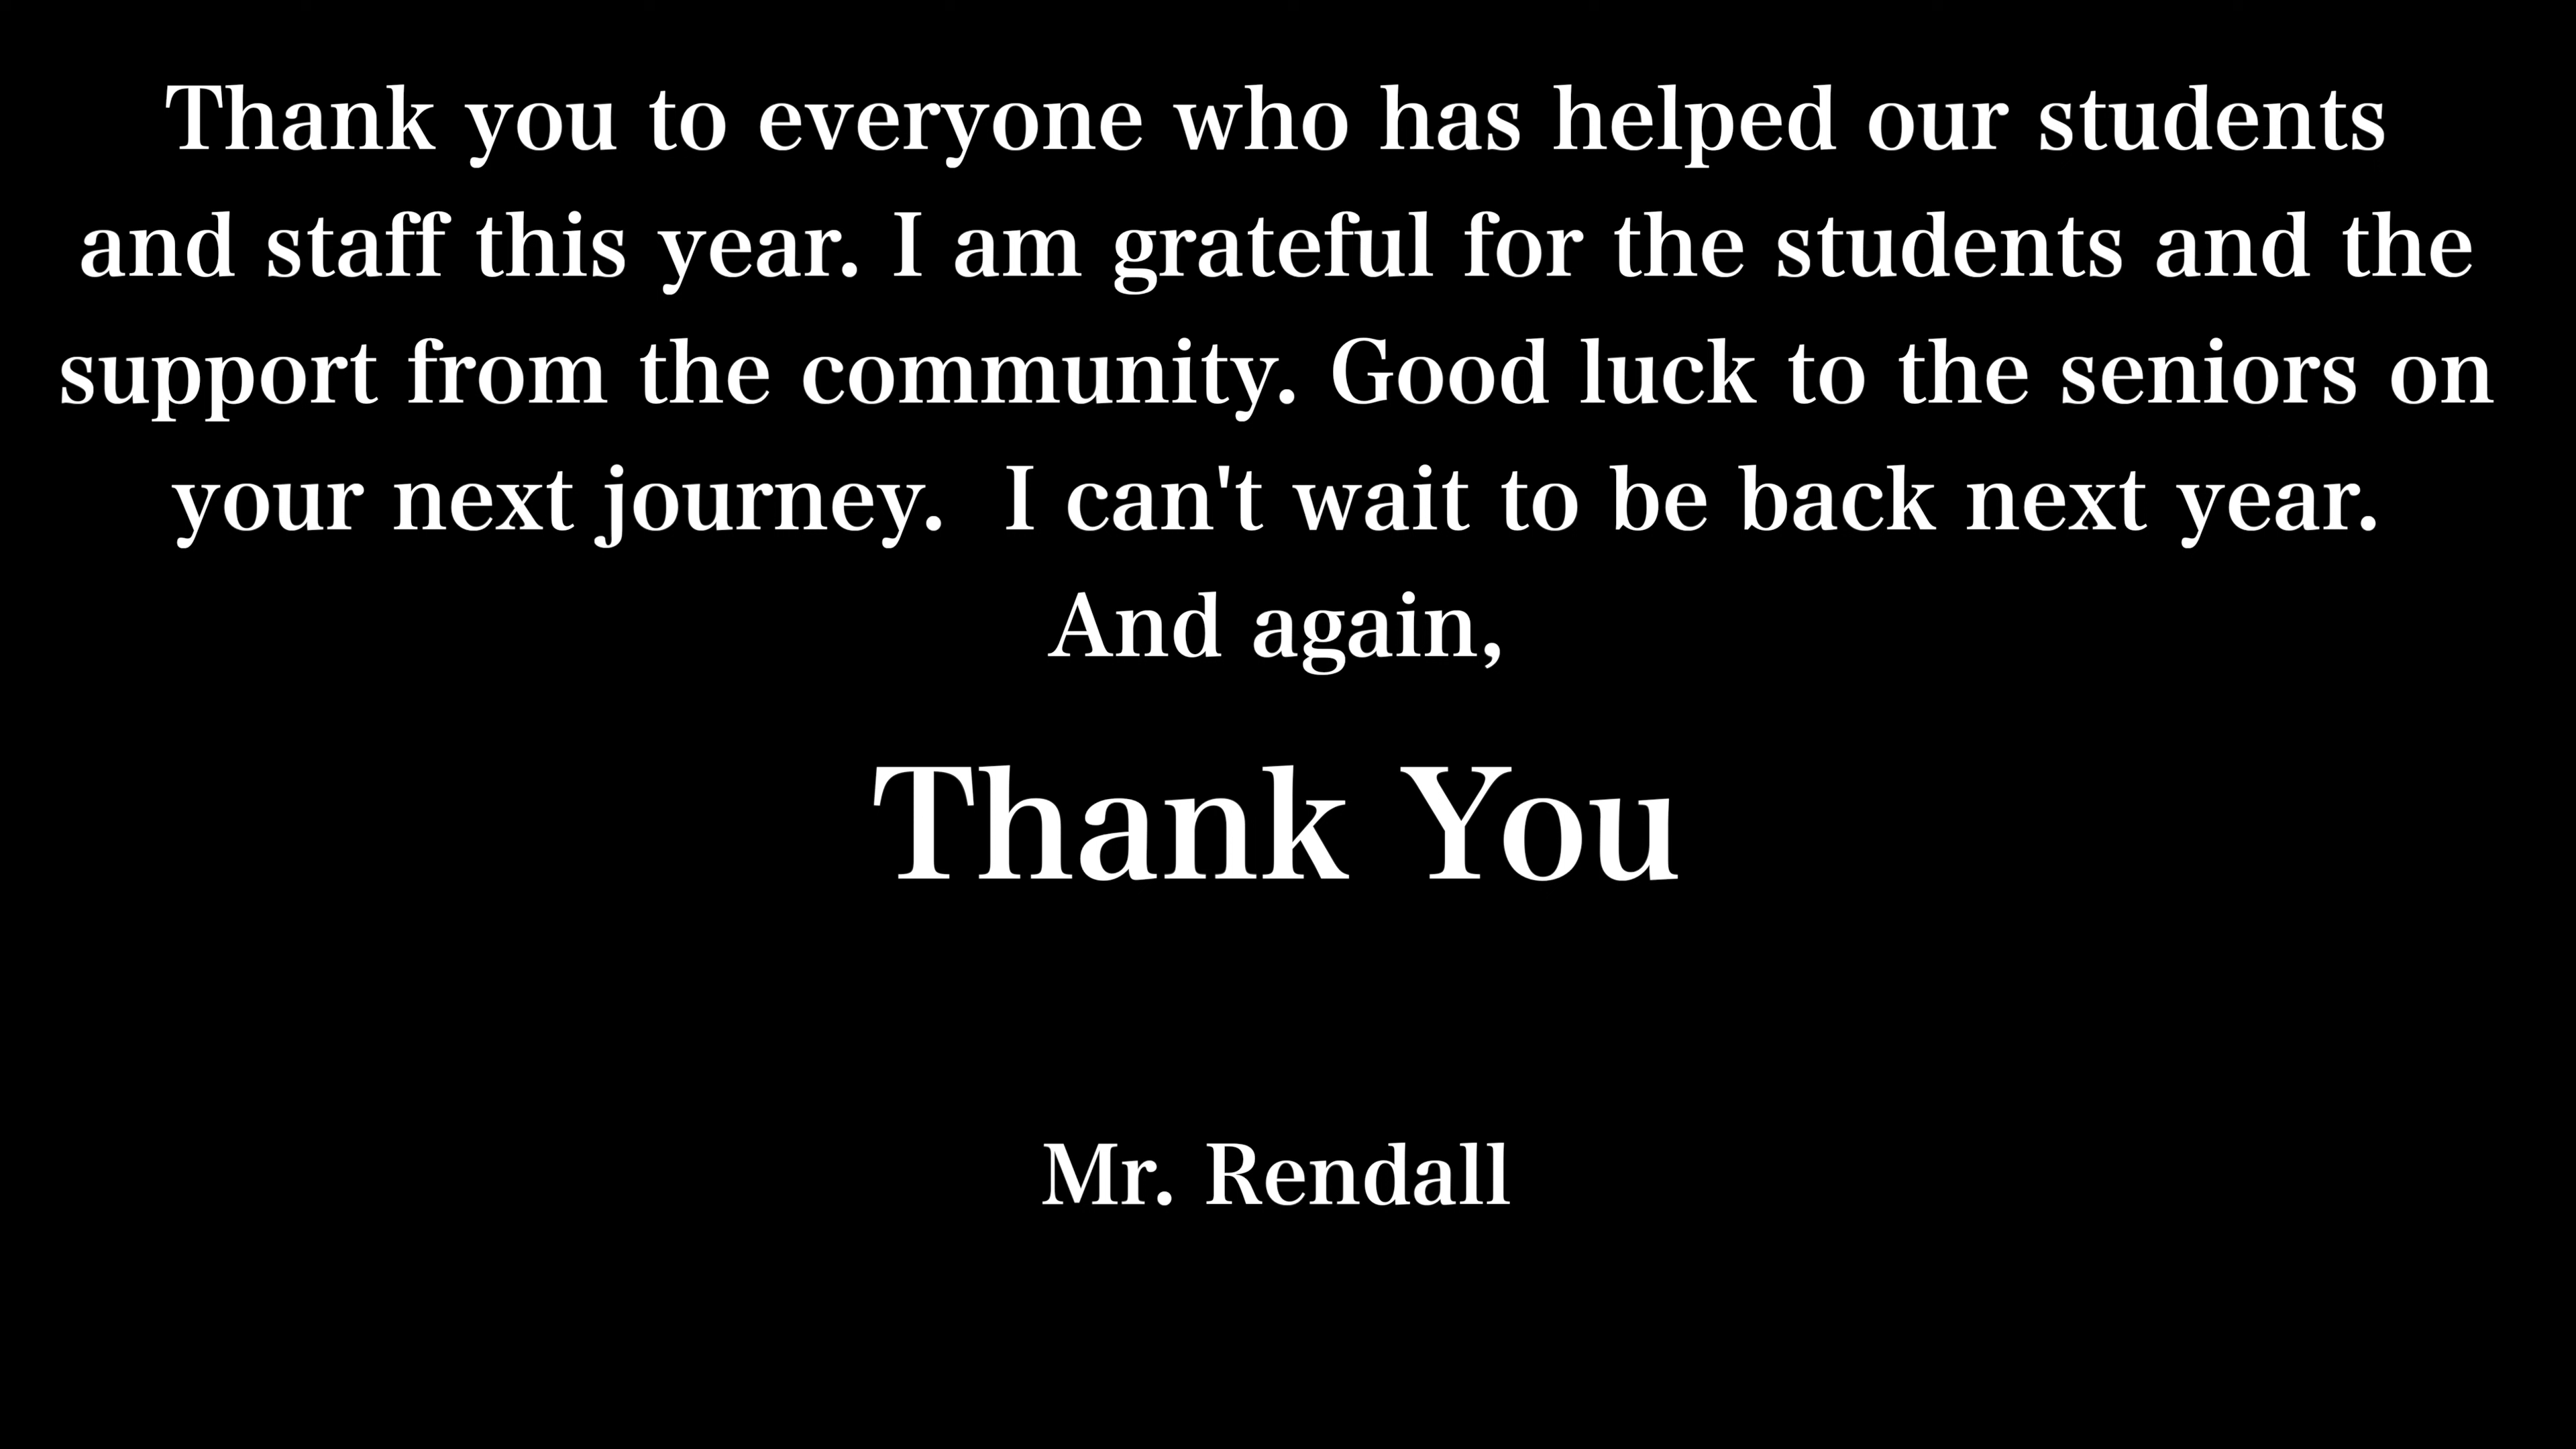 Thank you to everyone who has helped our students
and staff this year. I am grateful for the students and the
support from the community. Good luck to the seniors on
your next journey.  I can't wait to be back next year.
And again,
Thank You
Mr. Rendall